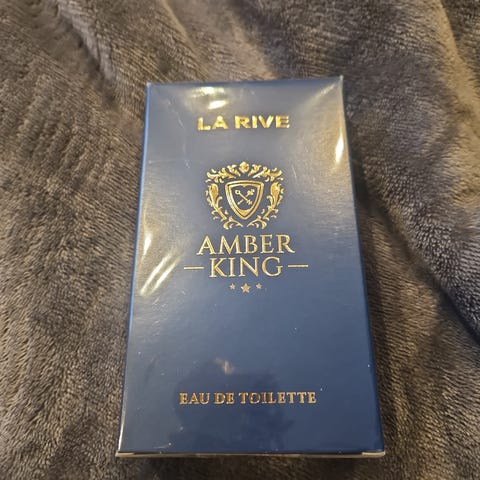 LA RIVE
AMBER
KING
EAU DE TOILETTE